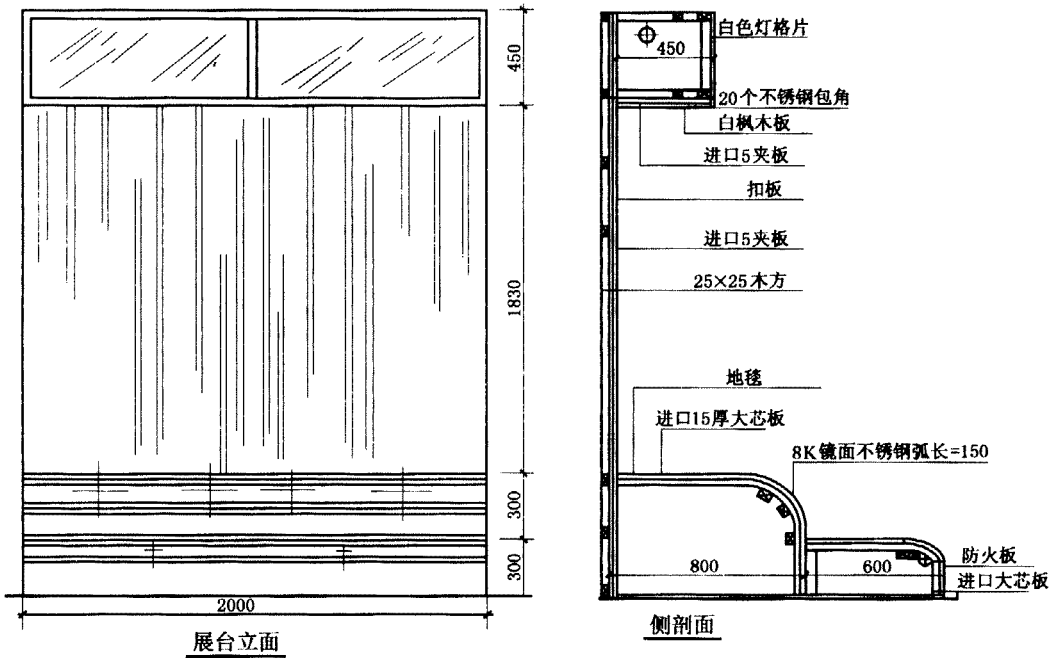 450
1830
300
300
2000
展台立面
白色灯格片
450
20个不锈钢包角
白枫木板
进口5夹板
扣板
进口5夹板
25×25木方
地毯
进口15厚大芯板
8K镜面不锈钢弧长=150
800
600
防火板
进口大芯板
侧剖面